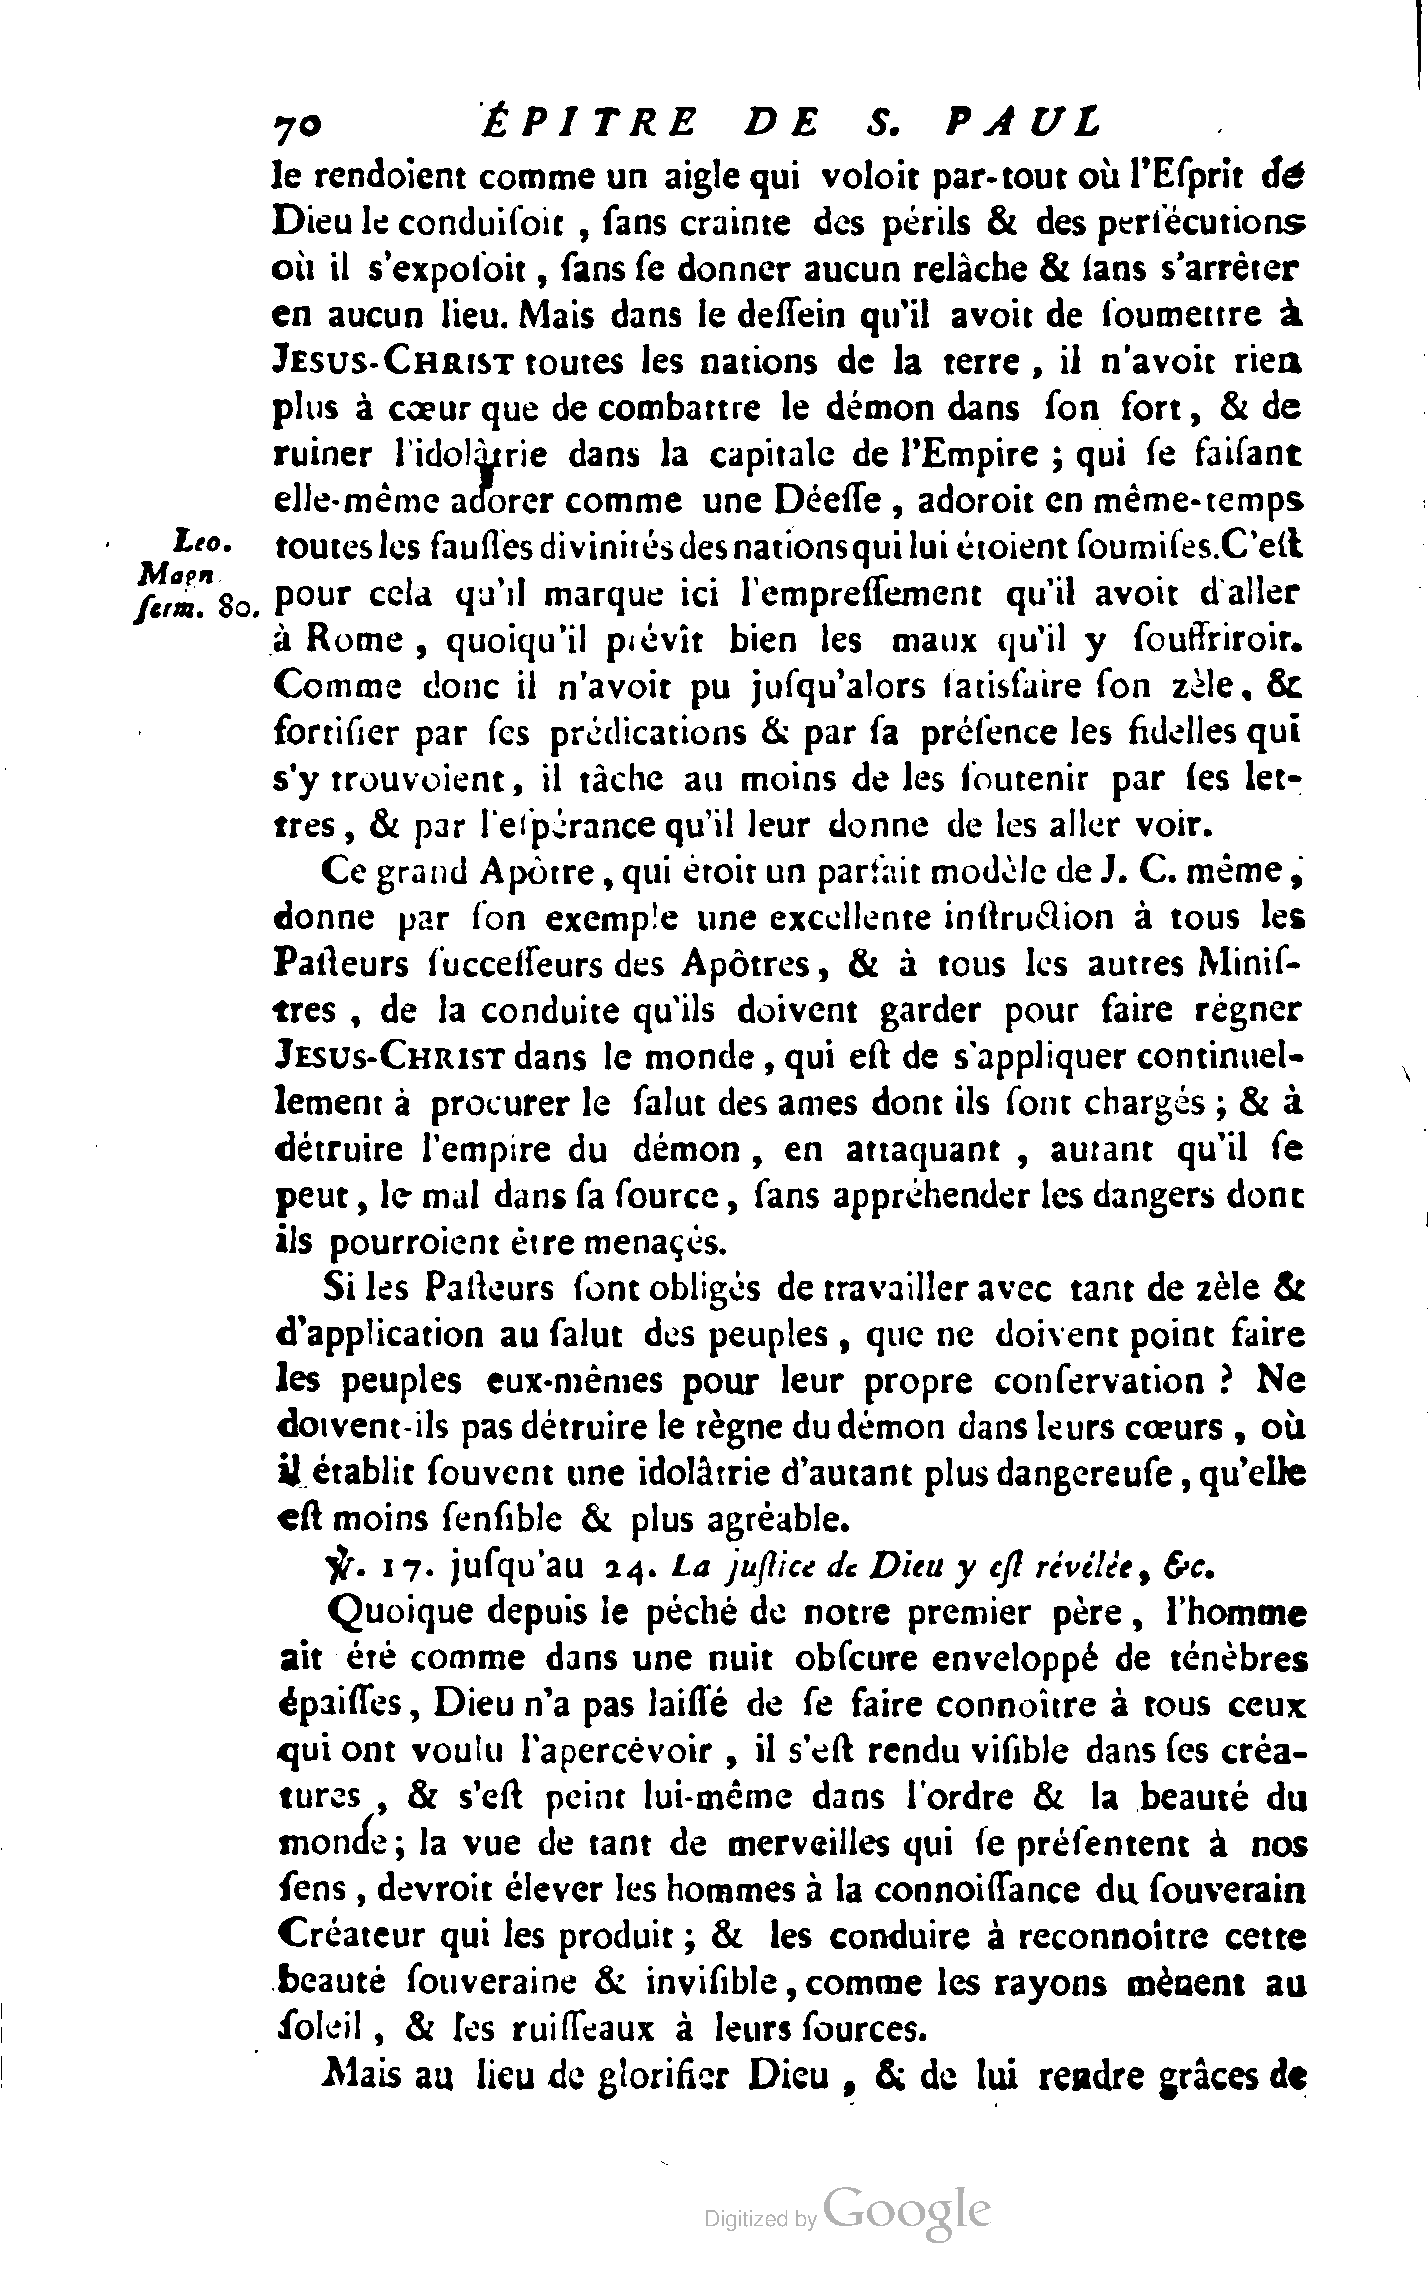 70 ÉPITRE DE S. PAUL
le rendoient comme un aigle qui voloit par-tout où l'Eſprit de
Dieu le conduiſoit , ſans crainte des périls & des perſécutions
où il s'expoſoit , ſans ſe donner aucun relâche & ſans s'arrêter
en aucun lieu. Mais dans le deſſein qu'il avoit de ſoumettre à
JESUS-CHRIST toutes les nations de la terre , il n'avoit rien
plus à cœur que de combattre le démon dans ſon fort, & de
ruiner l'idolâtrie dans la capitale de l'Empire ; qui ſe faiſant
elle-même adorer comme une Déeſſe , adoroit en même-temps
Leo. toutes les fauſſes divinités des nations qui lui étoient ſoumiſes. C'eſt
Magn.
ſerm. 80. pour cela qu'il marque ici l'empreſſement qu'il avoit d'aller
à Rome , quoiqu'il prévît bien les maux qu'il y ſouffriroit.
Comme donc il n'avoit pu juſqu'alors ſatisfaire ſon zèle, &
fortifier par ſes prédications & par ſa préſence les fidelles qui
s'y trouvoient, il tâche au moins de les ſoutenir par ſes let-
tres, & par l'eſpérance qu'il leur donne de les aller voir.
Ce grand Apôtre, qui étoit un parfait modèle de J. C. même,
donne par ſon exemple une excellente inſtruction à tous les
Paſteurs ſucceſſeurs des Apôtres, & à tous les autres Miniſ-
tres , de la conduite qu'ils doivent garder pour faire régner
JESUS-CHRIST dans le monde, qui eſt de s'appliquer continuel-
lement à procurer le ſalut des ames dont ils ſont chargés ; & à
détruire l'empire du démon , en attaquant , autant qu'il ſe
peut, le mal dans ſa ſource, ſans appréhender les dangers dont
ils pourroient être menaçés.
Si les Paſteurs ſont obligés de travailler avec tant de zèle &
d'application au ſalut des peuples , que ne doivent point faire
les peuples eux-mêmes pour leur propre conſervation ? Ne
doivent-ils pas détruire le règne du démon dans leurs cœurs , où
il établit ſouvent une idolâtrie d'autant plus dangereuſe, qu'elle
eſt moins ſenſible & plus agréable.
℣. 17. juſqu'au 24. La juſtice de Dieu y eſt révélée, &c.
Quoique depuis le péché de notre premier père, l'homme
ait été comme dans une nuit obſcure enveloppé de ténèbres
épaiſſes, Dieu n'a pas laiſſé de ſe faire connoître à tous ceux
qui ont voulu l'apercévoir , il s'eſt rendu viſible dans ſes créa-
tures , & s'eſt peint lui-même dans l'ordre & la beauté du
monde; la vue de tant de merveilles qui ſe préſentent à nos
ſens , devroit élever les hommes à la connoiſſance du ſouverain
Créateur qui les produit ; & les conduire à reconnoître cette
beauté ſouveraine & inviſible, comme les rayons mènent au
ſoleil , & les ruiſſeaux à leurs ſources.
Mais au lieu de glorifier Dieu , & de lui rendre grâces de
Digitized by Google